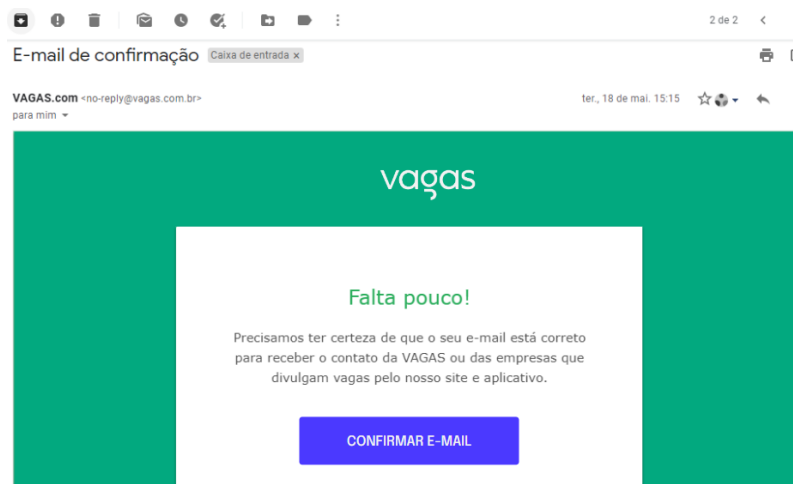 2 de 2
E-mail de confirmação Caixa de entrada x
VAGAS.com <no-reply@vagas.com.br> ter., 18 de mai. 15:15
para mim
vagas
Falta pouco!
Precisamos ter certeza de que o seu e-mail está correto
para receber o contato da VAGAS ou das empresas que
divulgam vagas pelo nosso site e aplicativo.
CONFIRMAR E-MAIL